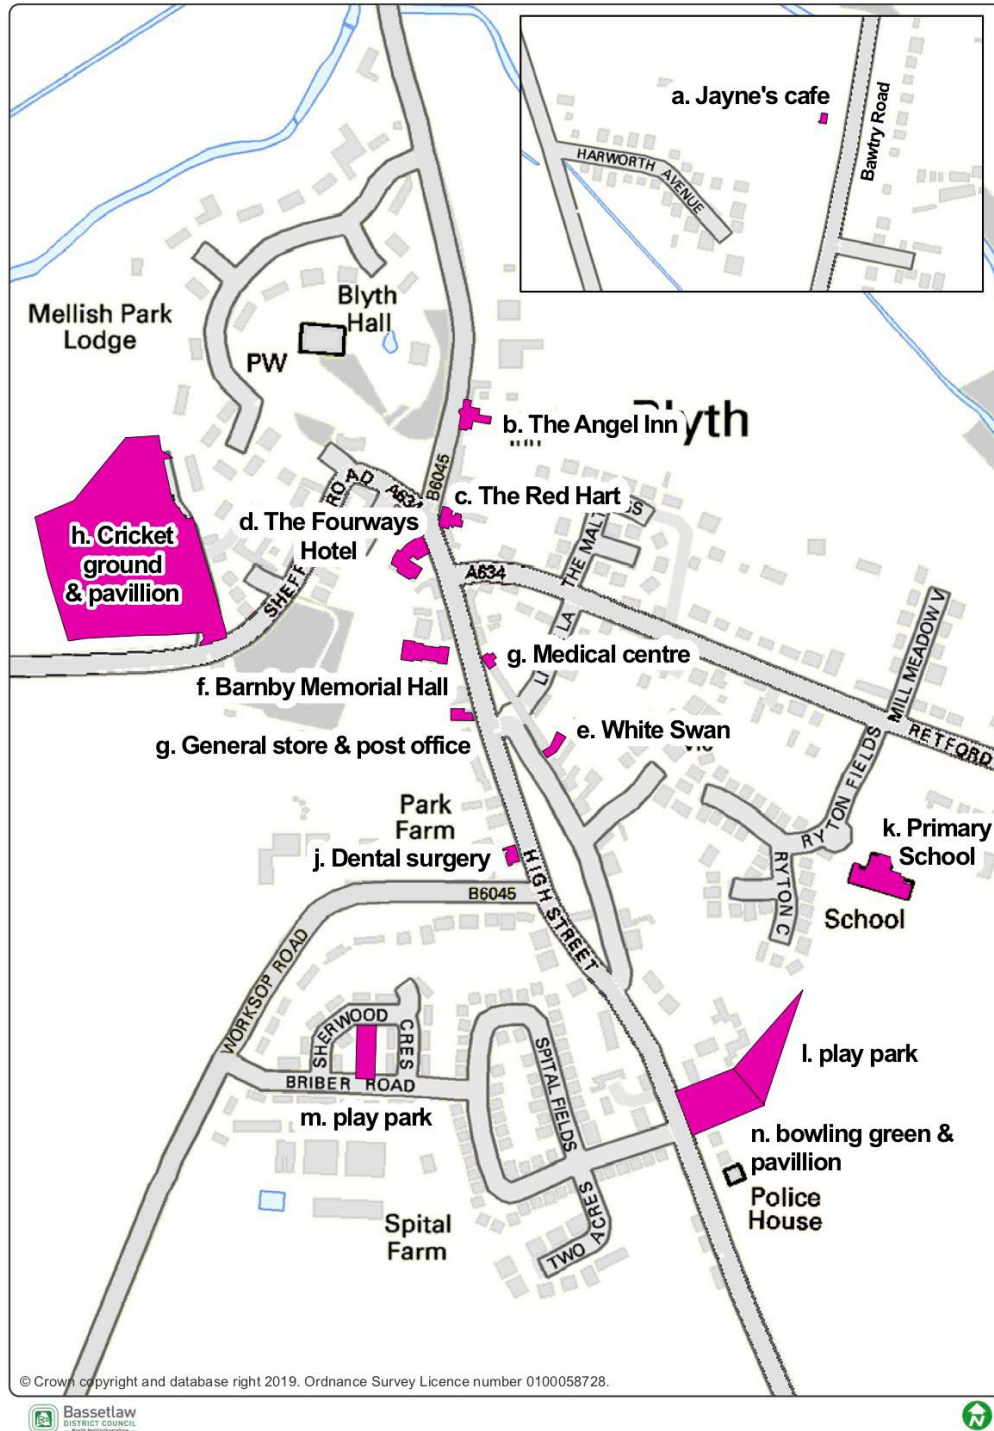 a. Jayne's cafe
Bawtry Road
HARWORTH AVENUE
Mellish Park
Lodge
Blyth
Hall
PW
b. The Angel Inn
yth
B6045
ROAD A634
c. The Red Hart
d. The Fourways
Hotel
h. Cricket
ground
& pavillion
SHEFF
A634
THE MALT
GS
g. Medical centre
f. Barnby Memorial Hall
g. General store & post office
e. White Swan
MILL MEADOW V
RETFORD
RYTON FIELDS
RYTON C
k. Primary
School
School
Park
Farm
j. Dental surgery
B6045
HIGH STREET
WORKSOP ROAD
SHERWOOD
CRES
BRIBER ROAD
m. play park
SPITAL FIELDS
l. play park
n. bowling green &
pavillion
Police
House
Spital
Farm
TWO ACRES
© Crown copyright and database right 2019. Ordnance Survey Licence number 0100058728.
Bassetlaw
DISTRICT COUNCIL
North Nottinghamshire
N